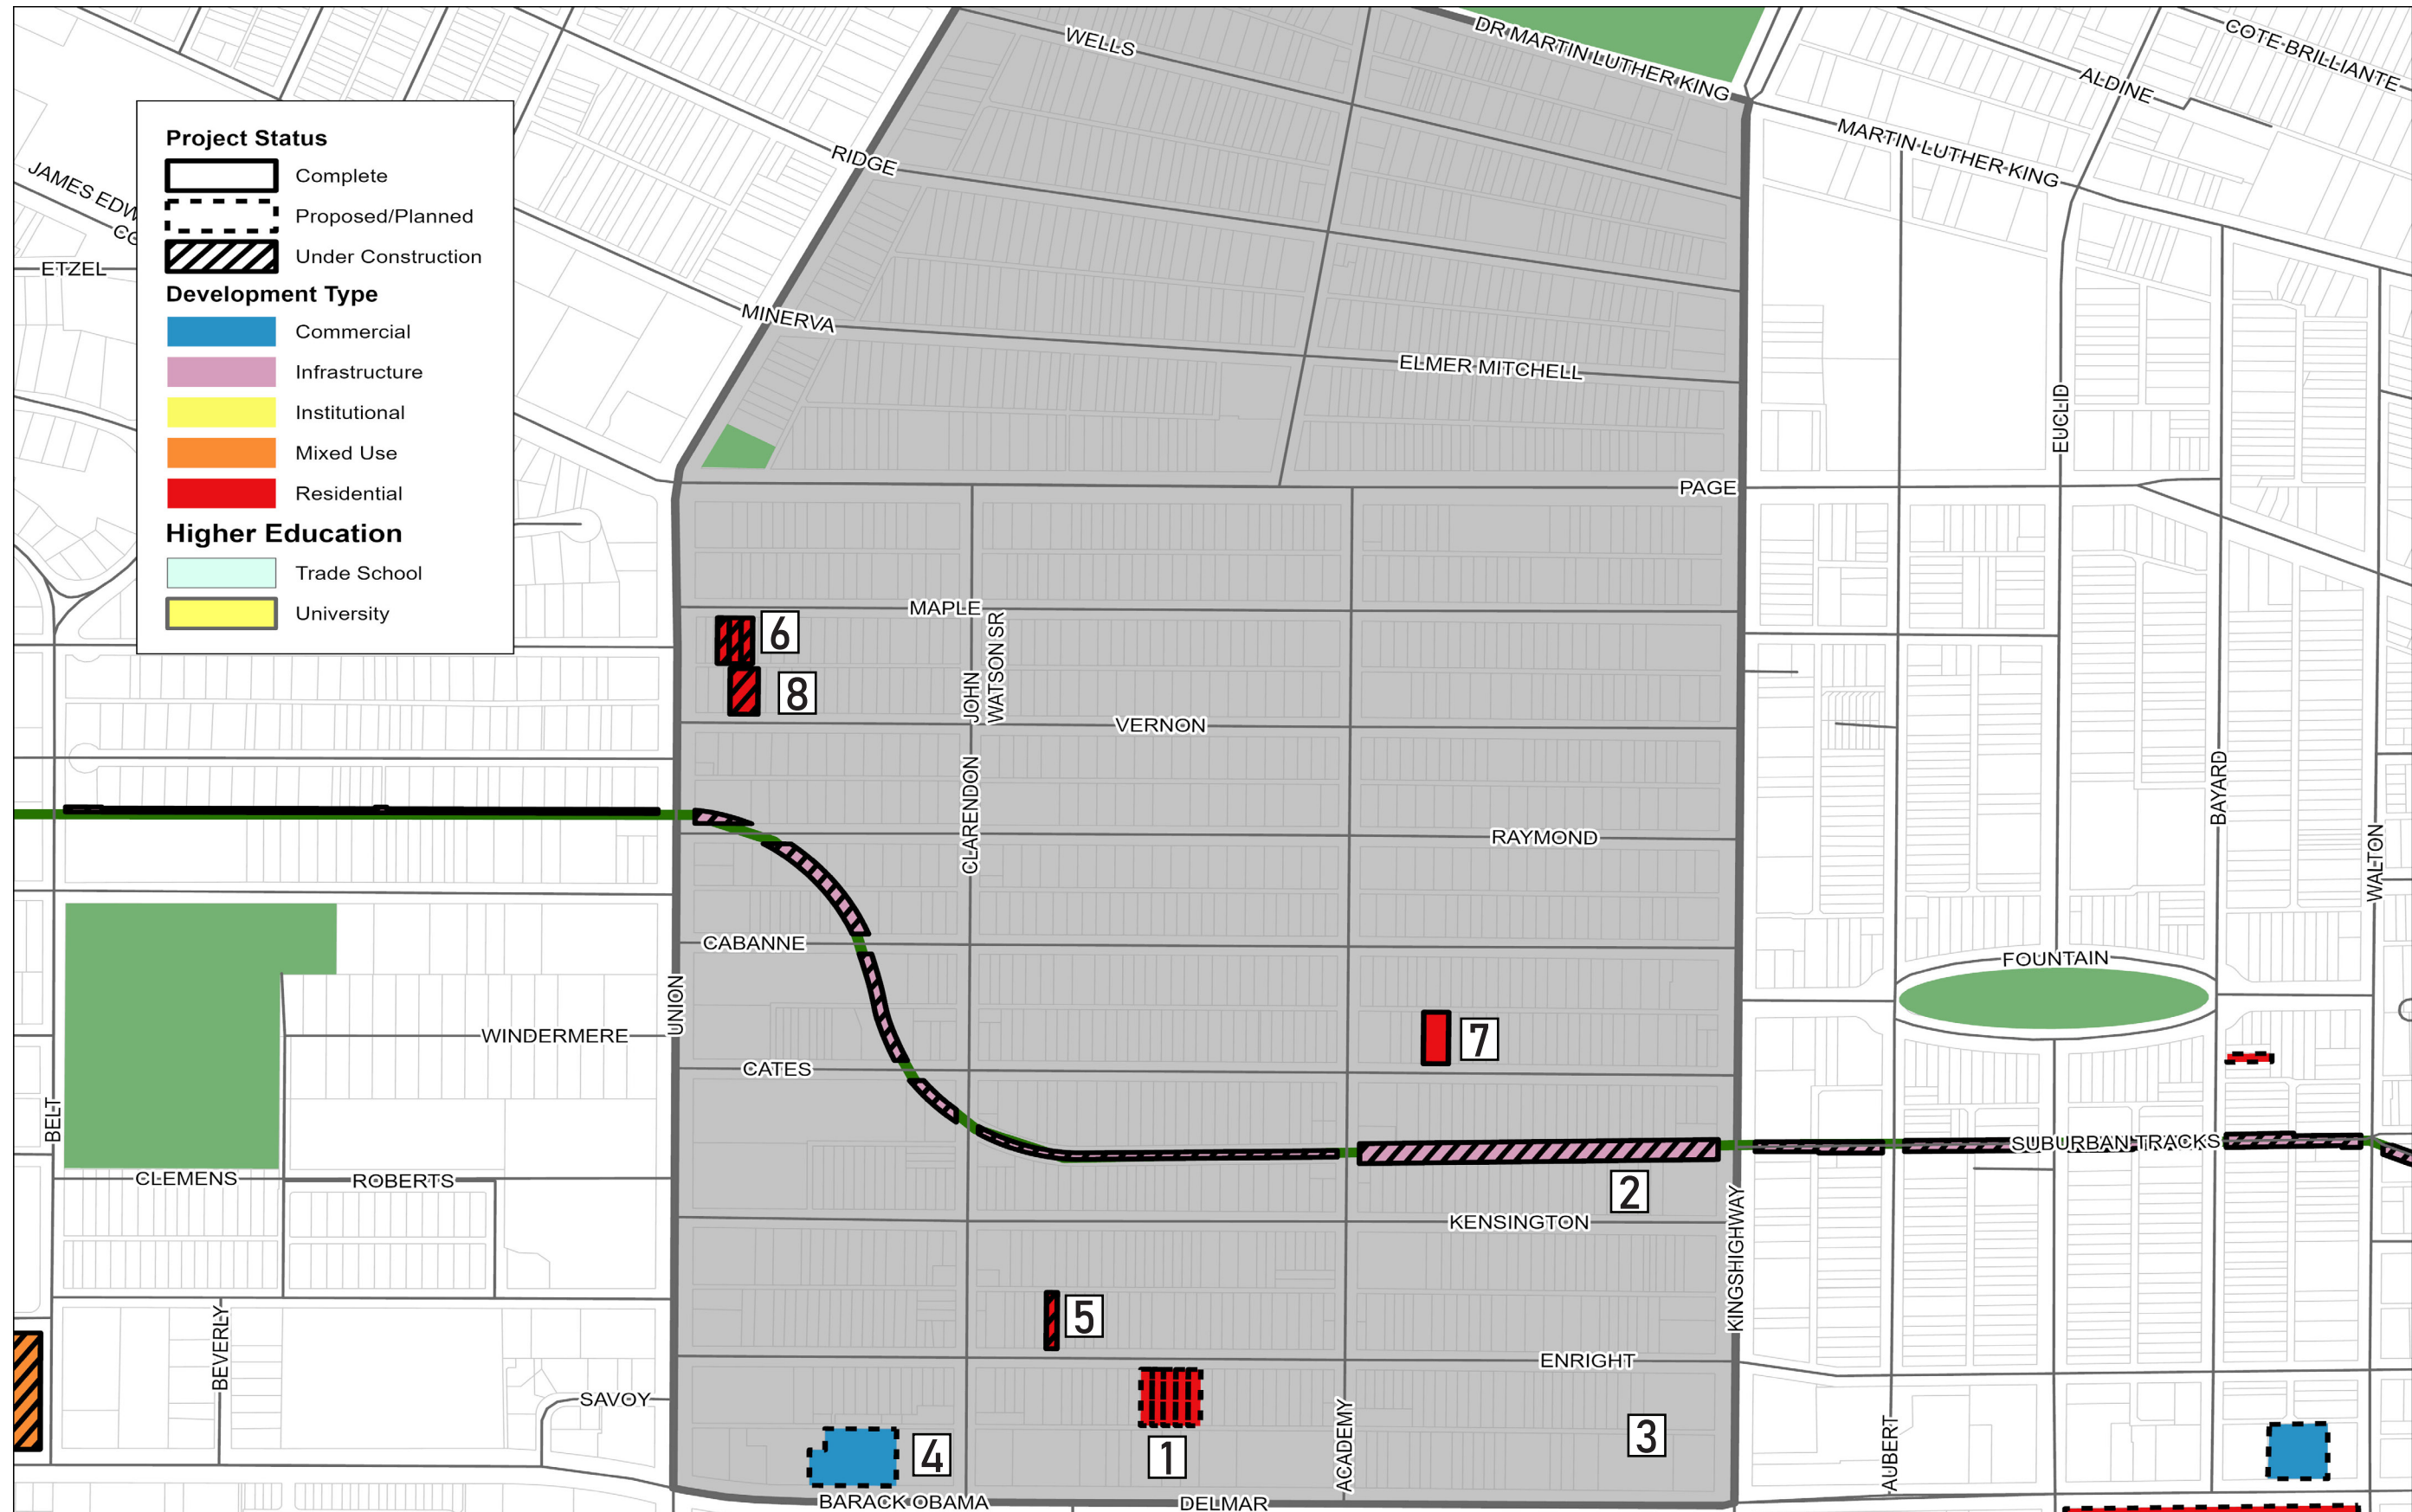 WELLS
DR MARTIN LUTHER KING
COTE BRILLIANTE
ALDINE
MARTIN LUTHER KING
RIDGE
JAMES EDW
CO
ETZEL
Project Status
Complete
Proposed/Planned
Under Construction
Development Type
Commercial
Infrastructure
Institutional
Mixed Use
Residential
Higher Education
Trade School
University
MINERVA
ELMER MITCHELL
EUCLID
PAGE
MAPLE
6
JOHN
WATSON SR
8
VERNON
CLARENDON
BAYARD
RAYMOND
WALTON
CABANNE
FOUNTAIN
UNION
WINDERMERE
7
CATES
BELT
SUBURBAN TRACKS
CLEMENS
ROBERTS
2
KENSINGTON
KINGSHIGHWAY
5
BEVERLY
ENRIGHT
SAVOY
ACADEMY
AUBERT
4
1
3
BARACK OBAMA
DELMAR